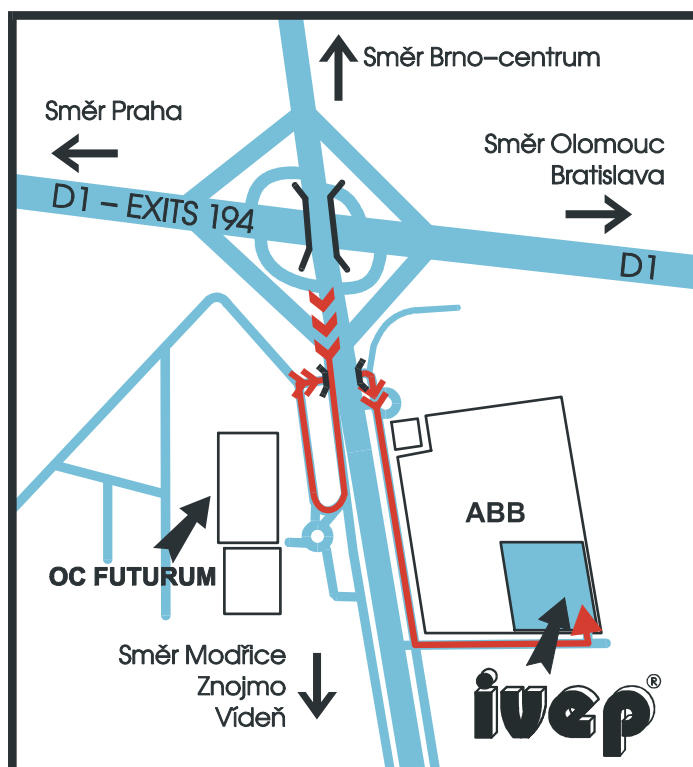 Směr Brno–centrum
Směr Praha
Směr Olomouc
Bratislava
D1 – EXITS 194
D1
ABB
OC FUTURUM
Směr Modřice
Znojmo
Vídeň
ivep®